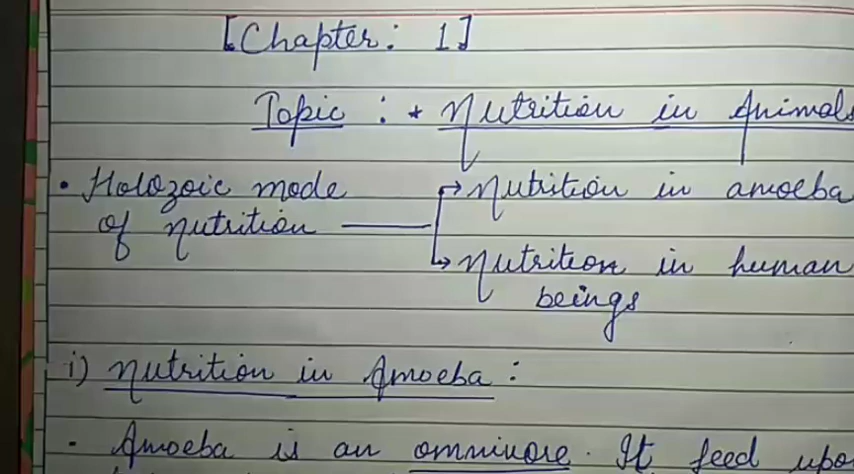 [Chapter: 1]
Topic : * Nutrition in Animals
• Holozoic mode → Nutrition in amoeba
of nutrition
→ Nutrition in human
beings
i) Nutrition in Amoeba :
• Amoeba is an omnivore. It feed upo